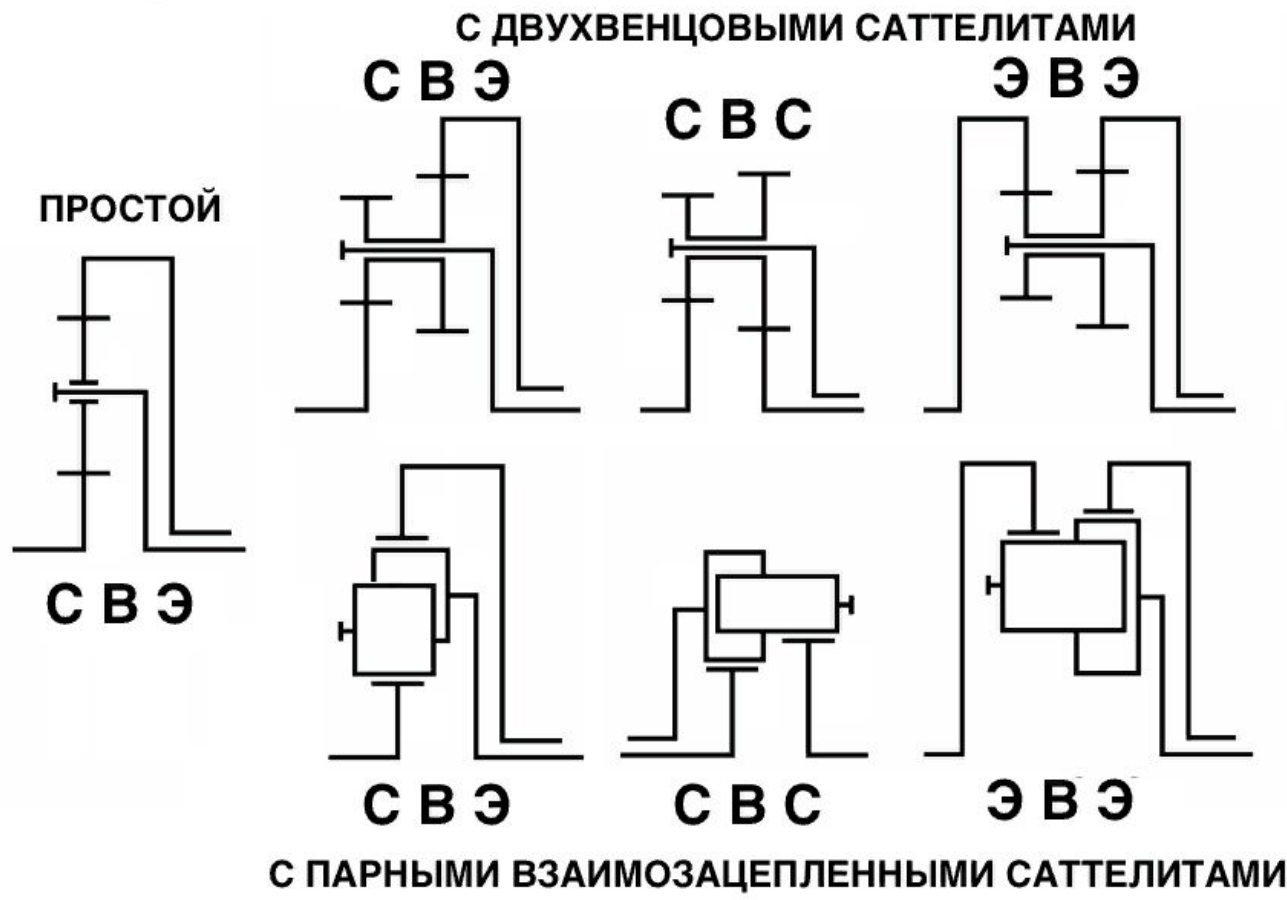 С ДВУХВЕНЦОВЫМИ САТТЕЛИТАМИ
С В Э
С В С
Э В Э
ПРОСТОЙ
С В Э
С В Э
С В С
Э В Э
С ПАРНЫМИ ВЗАИМОЗАЦЕПЛЕННЫМИ САТТЕЛИТАМИ